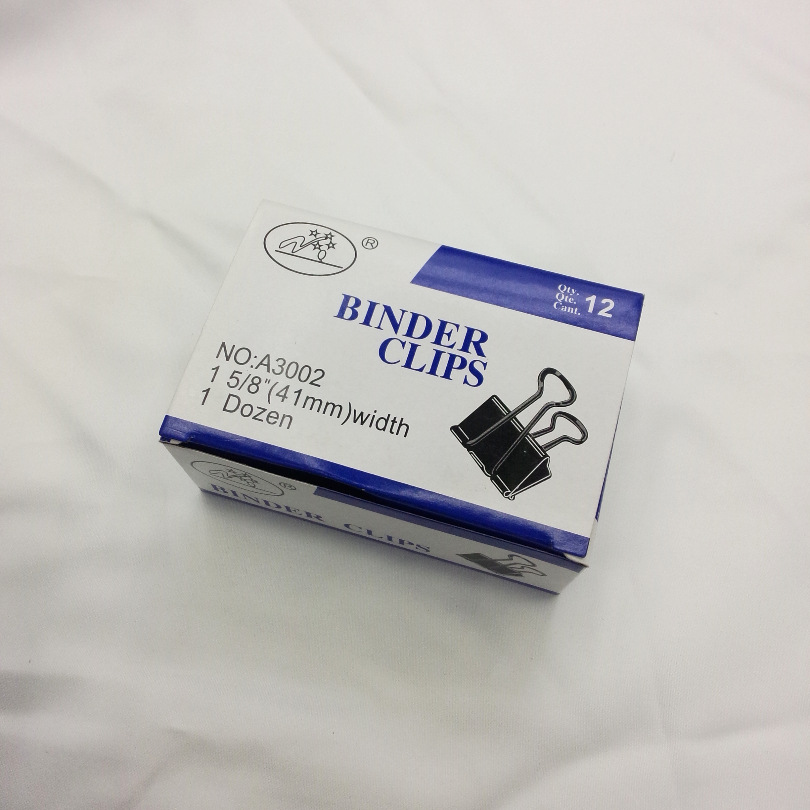 ®
Qty.
Qte. 12
Cant.
BINDER
CLIPS
NO:A3002
1 5/8"(41mm)width
1 Dozen
®
BINDER CLIPS